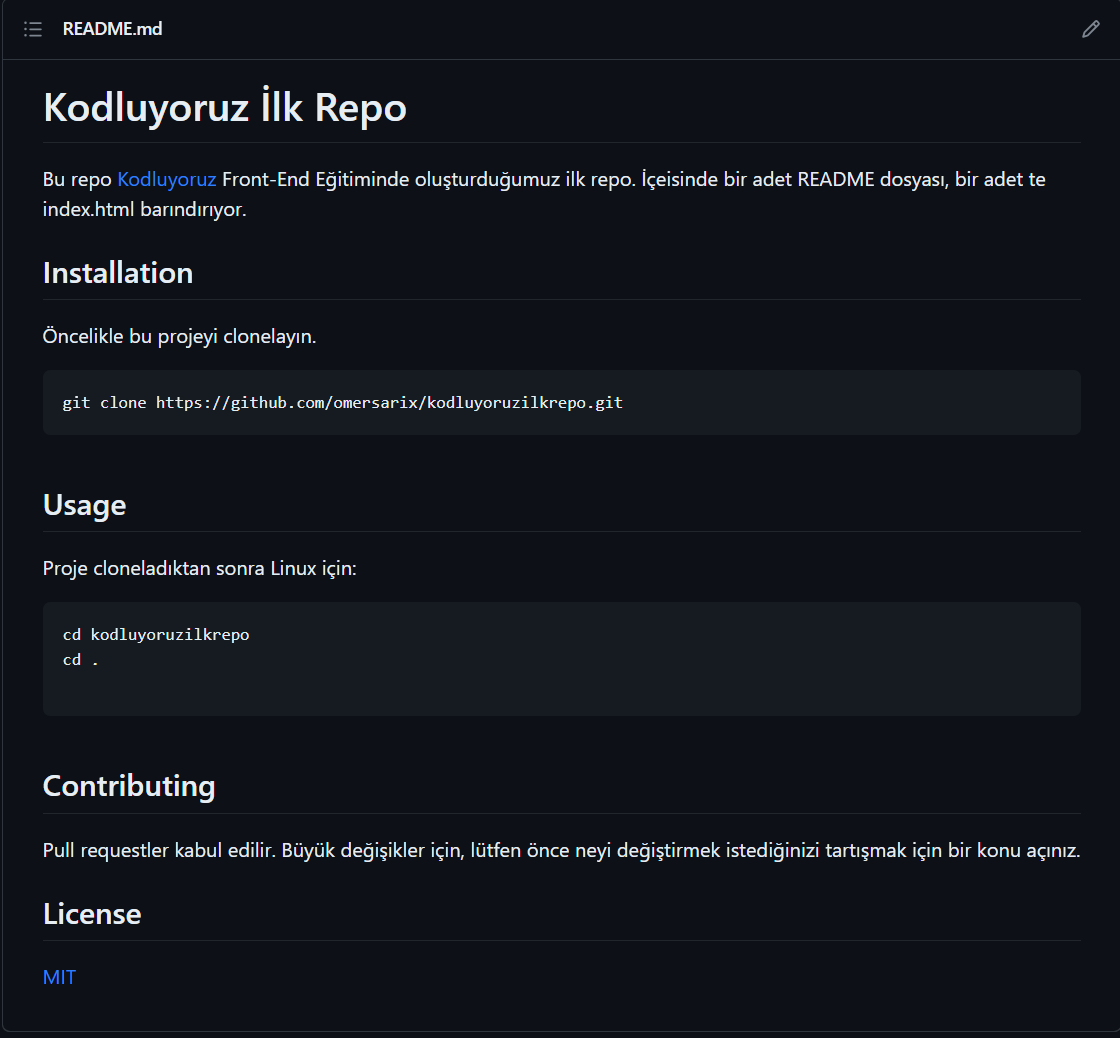 README.md
Kodluyoruz İlk Repo
Bu repo Kodluyoruz Front-End Eğitiminde oluşturduğumuz ilk repo. İçeisinde bir adet README dosyası, bir adet te
index.html barındırıyor.
Installation
Öncelikle bu projeyi clonelayın.
git clone https://github.com/omersarix/kodluyoruzilkrepo.git
Usage
Proje cloneladıktan sonra Linux için:
cd kodluyoruzilkrepo
cd .
Contributing
Pull requestler kabul edilir. Büyük değişikler için, lütfen önce neyi değiştirmek istediğinizi tartışmak için bir konu açınız.
License
MIT